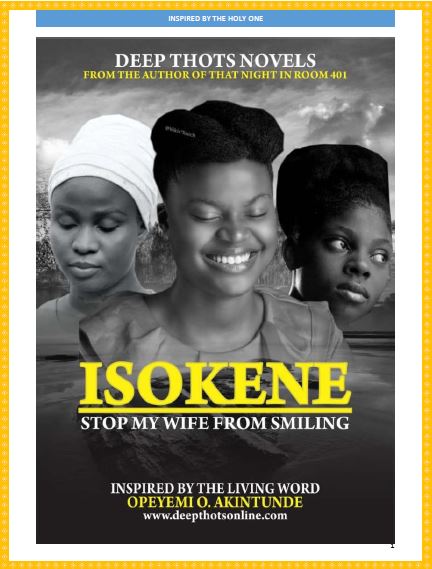 INSPIRED BY THE HOLY ONE
DEEP THOTS NOVELS
FROM THE AUTHOR OF THAT NIGHT IN ROOM 401
ISOKENE
STOP MY WIFE FROM SMILING
INSPIRED BY THE LIVING WORD
OPEYEMI O. AKINTUNDE
www.deepthotsonline.com
1